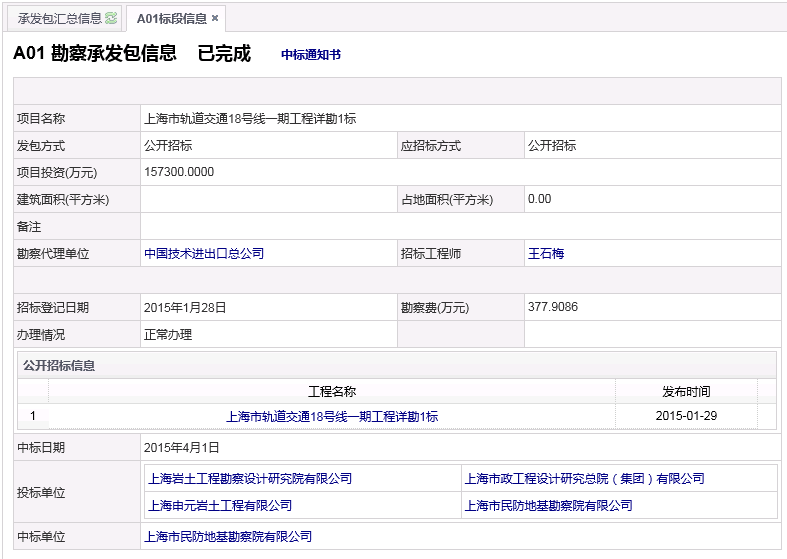 承发包汇总信息 A01标段信息 ×
A01 勘察承发包信息 已完成 中标通知书
项目名称 上海市轨道交通18号线一期工程详勘1标
发包方式 公开招标 应招标方式 公开招标
项目投资(万元) 157300.0000
建筑面积(平方米) 占地面积(平方米) 0.00
备注
勘察代理单位 中国技术进出口总公司 招标工程师 王石梅
招标登记日期 2015年1月28日 勘察费(万元) 377.9086
办理情况 正常办理
公开招标信息
工程名称 发布时间
1 上海市轨道交通18号线一期工程详勘1标 2015-01-29
中标日期 2015年4月1日
投标单位 上海岩土工程勘察设计研究院有限公司 上海市政工程设计研究总院（集团）有限公司
上海申元岩土工程有限公司 上海市民防地基勘察院有限公司
中标单位 上海市民防地基勘察院有限公司